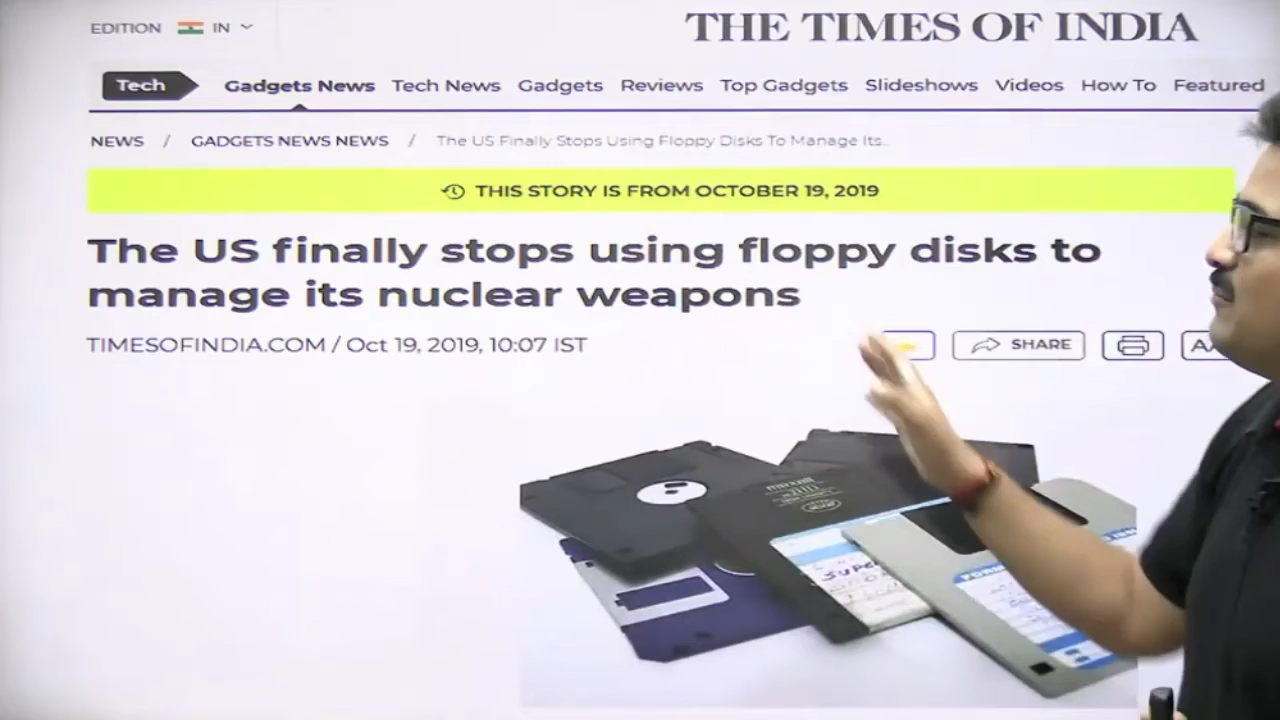 EDITION IN
THE TIMES OF INDIA
Tech Gadgets News Tech News Gadgets Reviews Top Gadgets Slideshows Videos How To Featured
NEWS / GADGETS NEWS NEWS / The US Finally Stops Using Floppy Disks To Manage Its..
THIS STORY IS FROM OCTOBER 19, 2019
The US finally stops using floppy disks to
manage its nuclear weapons
TIMESOFINDIA.COM / Oct 19, 2019, 10:07 IST
SHARE
maxell